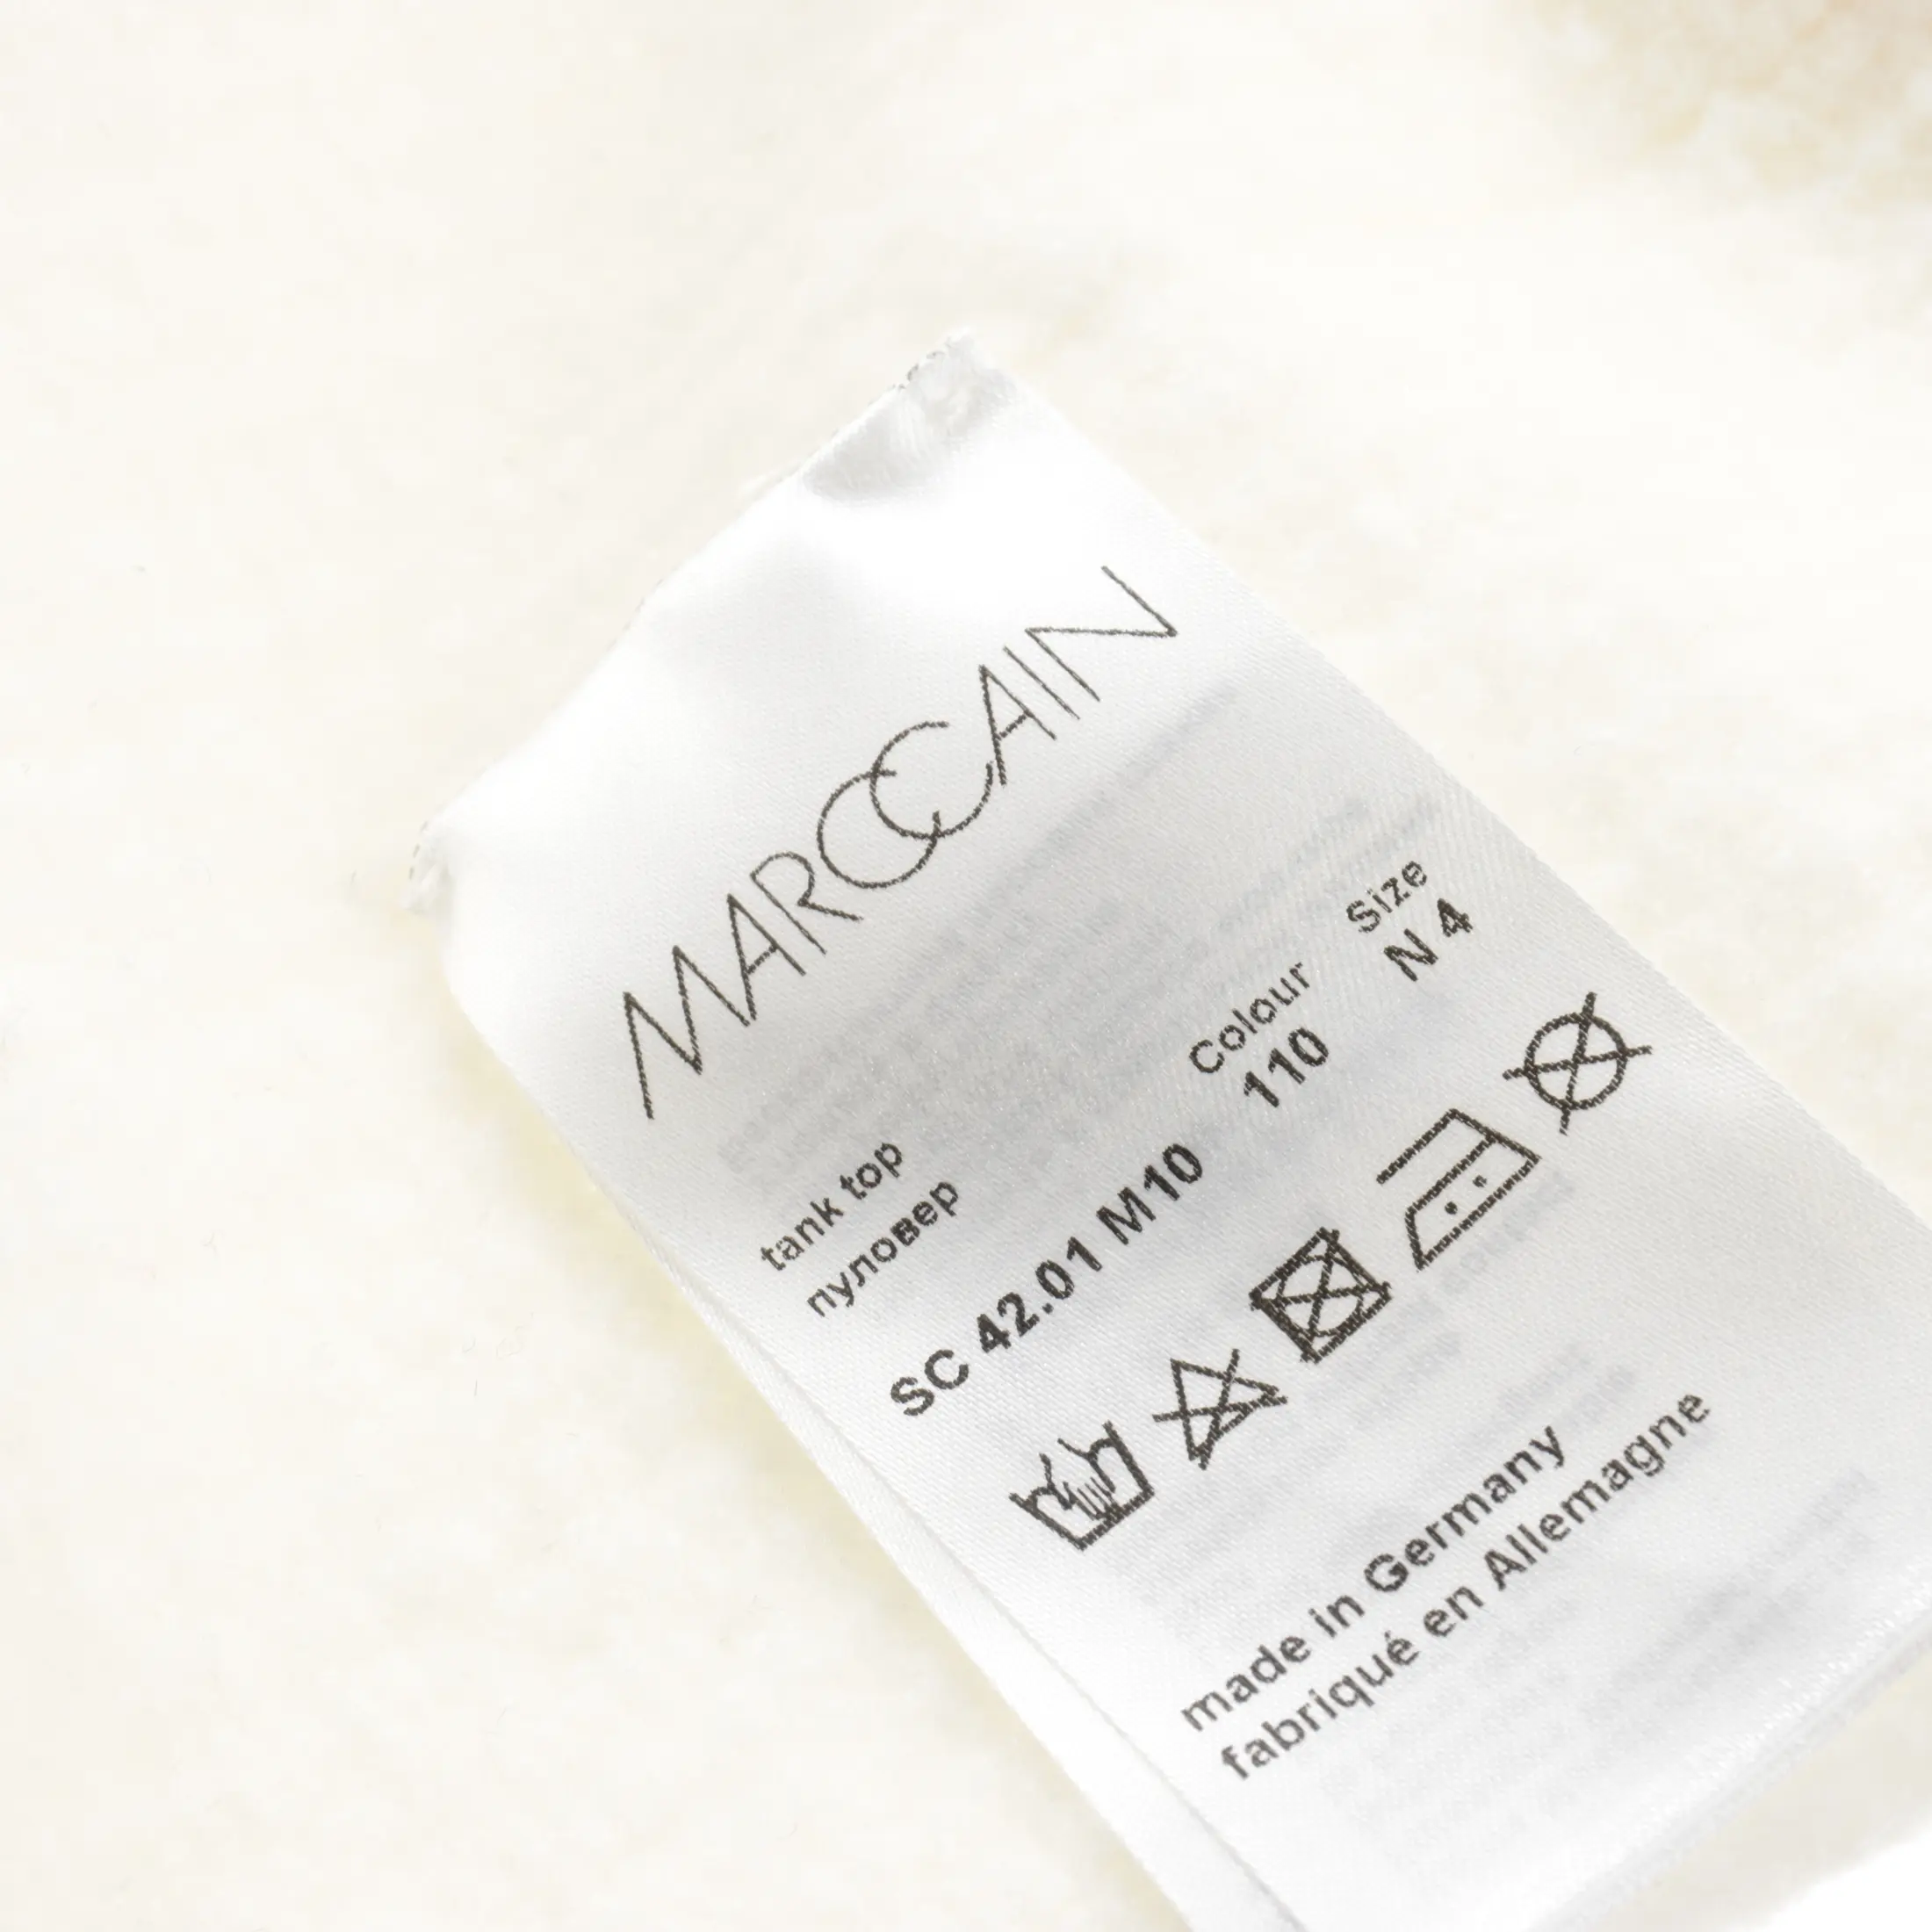 MARCCAIN
tank top
пуловер
Colour
Size
SC 42.01 M10
110
N 4
made in Germany
fabriqué en Allemagne